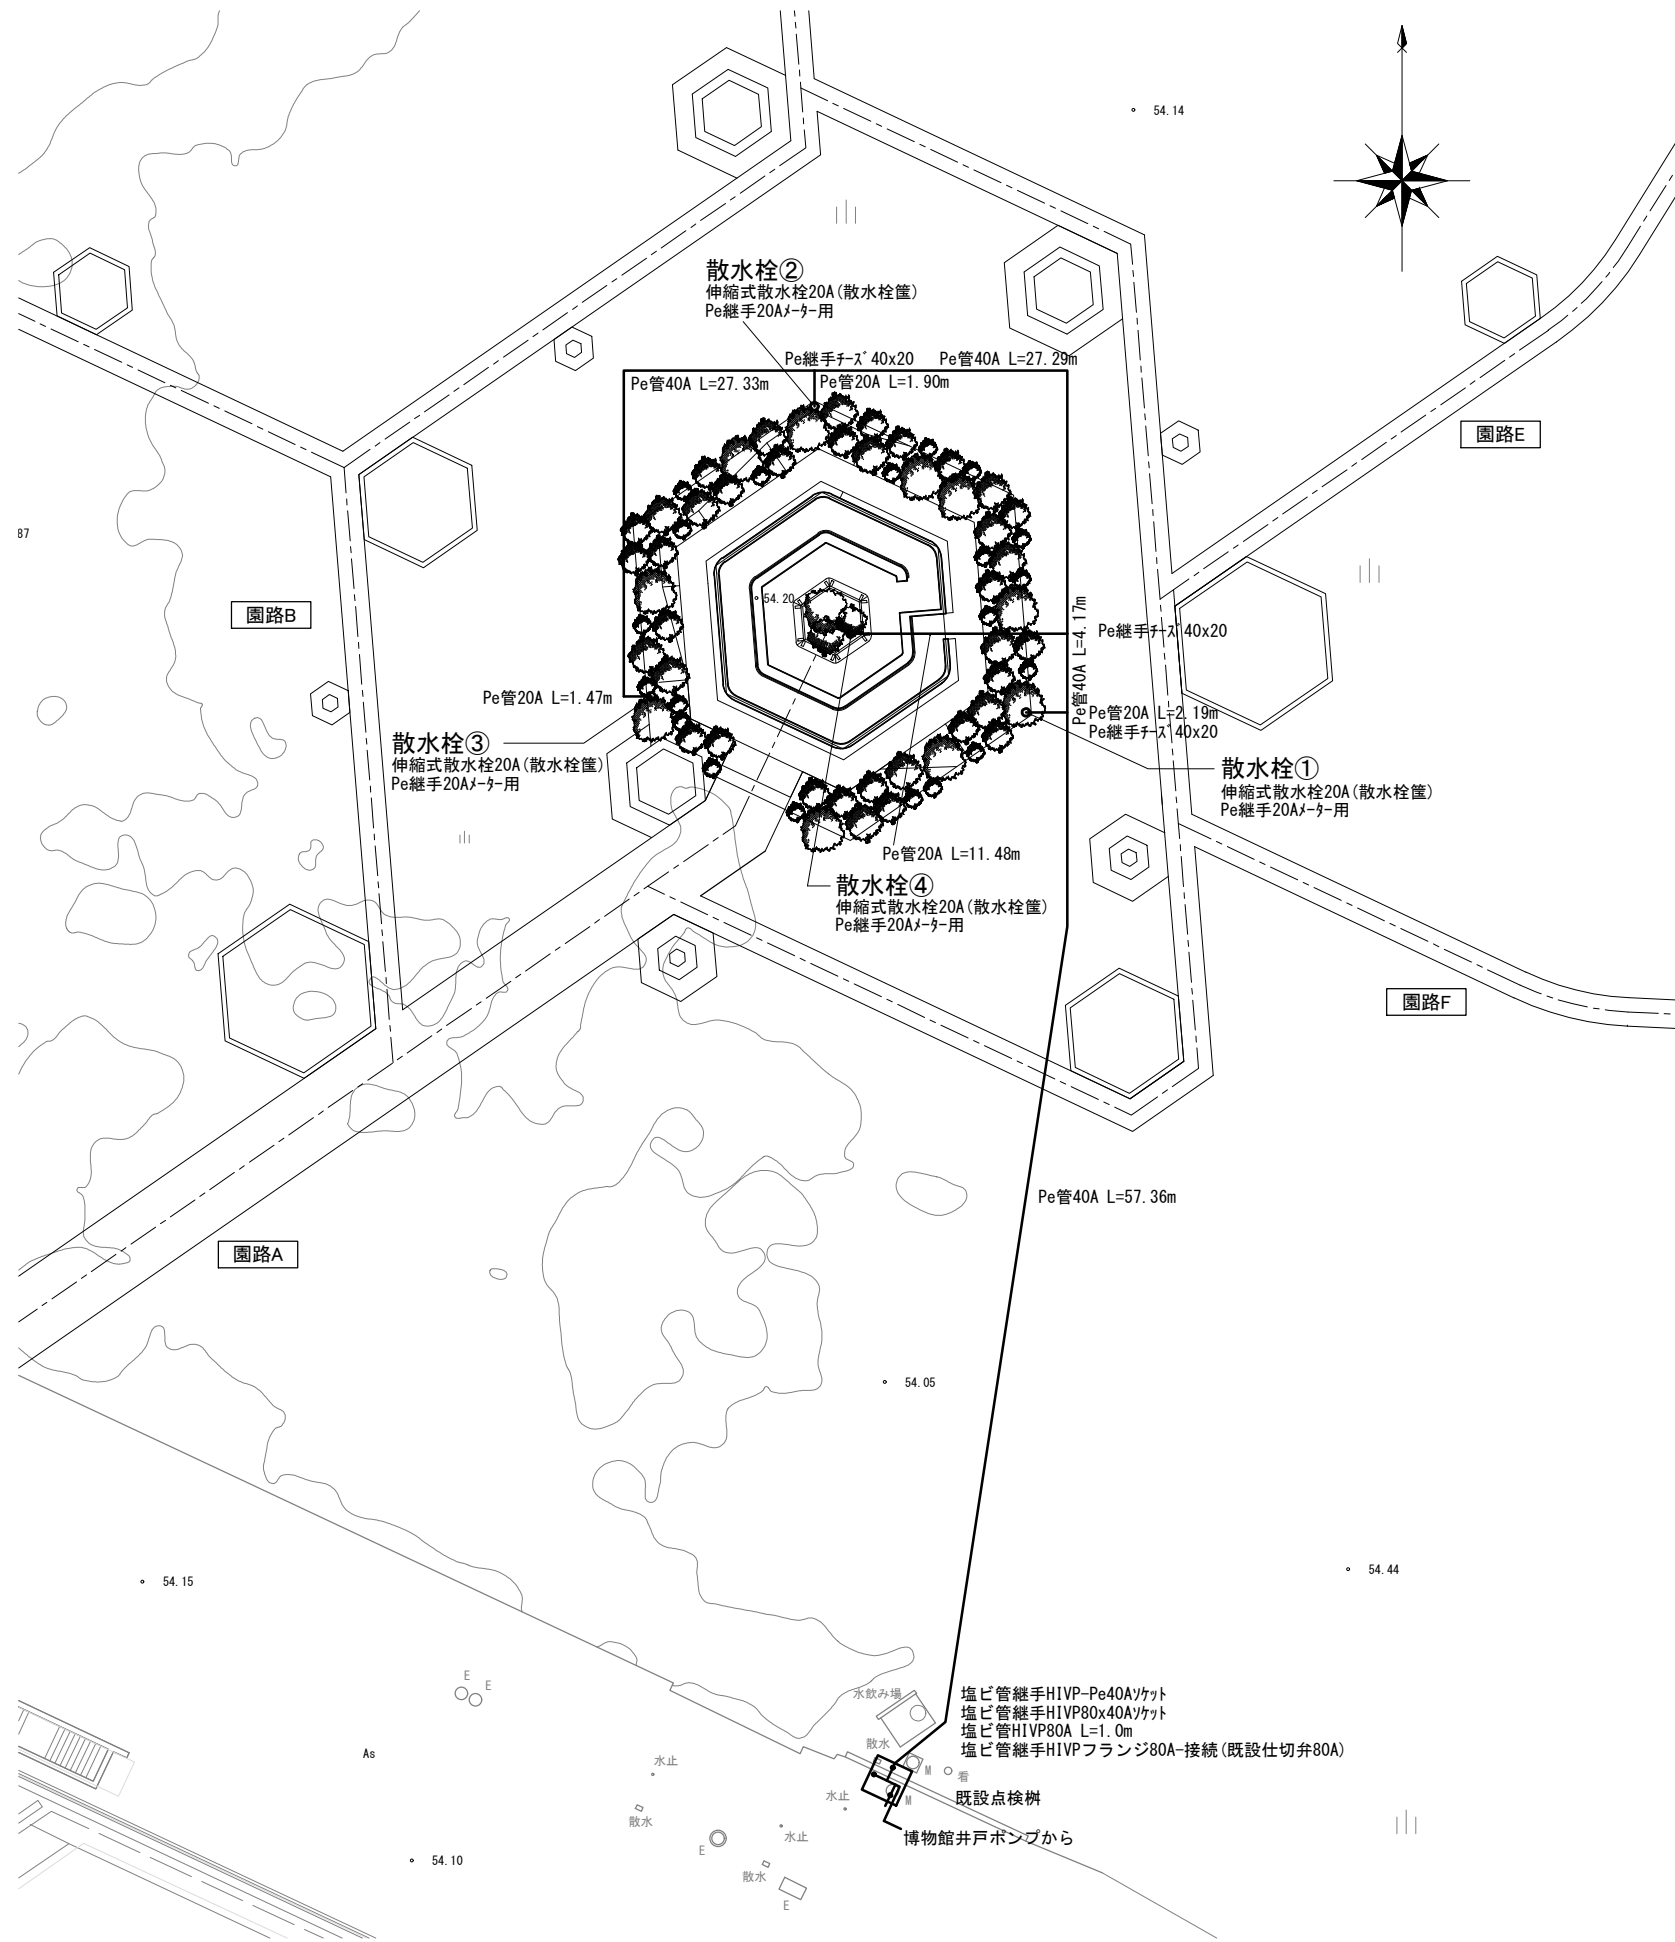 54.14
散水栓②
伸縮式散水栓20A(散水栓筐)
Pe継手20Aﾒｰﾀｰ用
Pe継手ﾁｰｽﾞ40x20
Pe管40A L=27.29m
Pe管40A L=27.33m
Pe管20A L=1.90m
園路E
87
54.20
園路B
Pe継手ﾁｰｽﾞ40x20
Pe管40A L=4.17m
Pe管20A L=1.47m
Pe管20A L=2.19m
Pe継手ﾁｰｽﾞ40x20
散水栓③
伸縮式散水栓20A(散水栓筐)
Pe継手20Aﾒｰﾀｰ用
散水栓①
伸縮式散水栓20A(散水栓筐)
Pe継手20Aﾒｰﾀｰ用
Pe管20A L=11.48m
散水栓④
伸縮式散水栓20A(散水栓筐)
Pe継手20Aﾒｰﾀｰ用
園路F
Pe管40A L=57.36m
園路A
54.05
54.15
54.44
E
E
水飲み場
塩ビ管継手HIVP-Pe40Aｿｹｯﾄ
塩ビ管継手HIVP80x40Aｿｹｯﾄ
塩ビ管HIVP80A L=1.0m
塩ビ管継手HIVPフランジ80A-接続(既設仕切弁80A)
As
散水
水止
M
看
水止
M
既設点検桝
散水
水止
E
博物館井戸ポンプから
54.10
散水
E